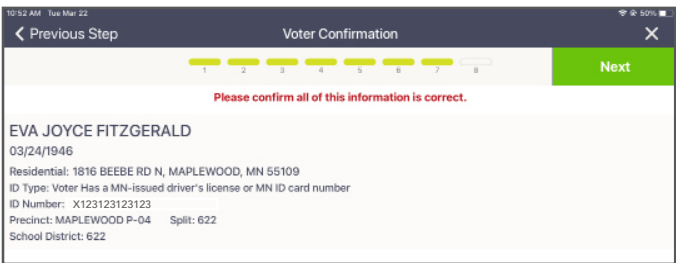 10:52 AM Tue Mar 22 50%
Previous Step Voter Confirmation
1 2 3 4 5 6 7 8
Next
Please confirm all of this information is correct.
EVA JOYCE FITZGERALD
03/24/1946
Residential: 1816 BEEBE RD N, MAPLEWOOD, MN 55109
ID Type: Voter Has a MN-issued driver's license or MN ID card number
ID Number: X123123123123
Precinct: MAPLEWOOD P-04 Split: 622
School District: 622